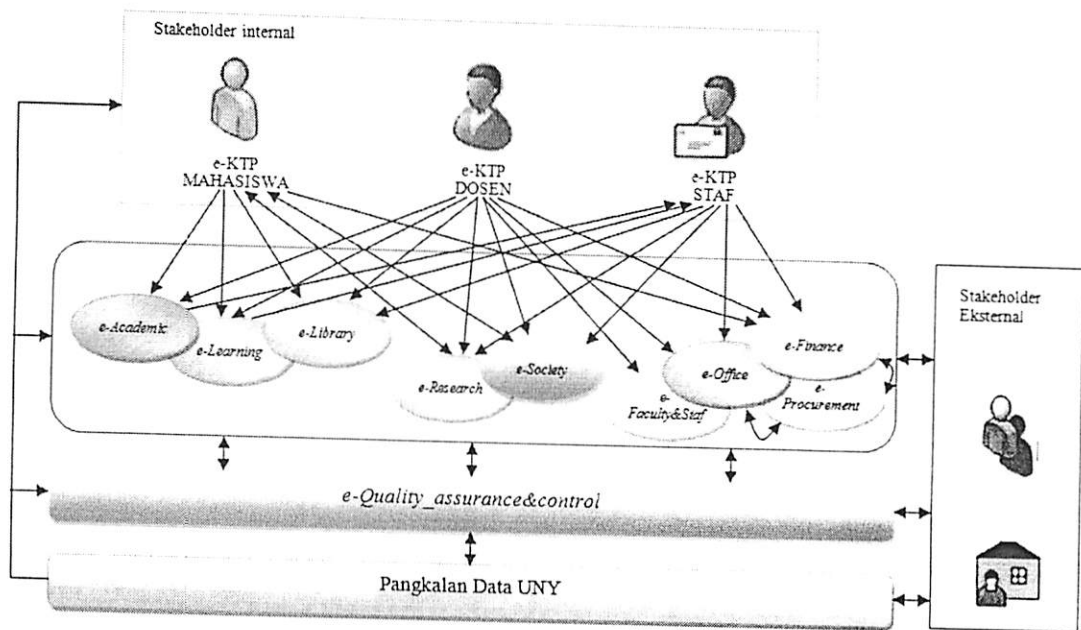 Stakeholder internal
e-KTP
MAHASISWA
e-KTP
DOSEN
e-KTP
STAF
Stakeholder
Eksternal
e-Academic
e-Learning
e-Library
e-Research
e-Society
e-
Faculty&Staf
e-Office
e-Finance
e-
Procurement
e-Quality_assurance&control
Pangkalan Data UNY